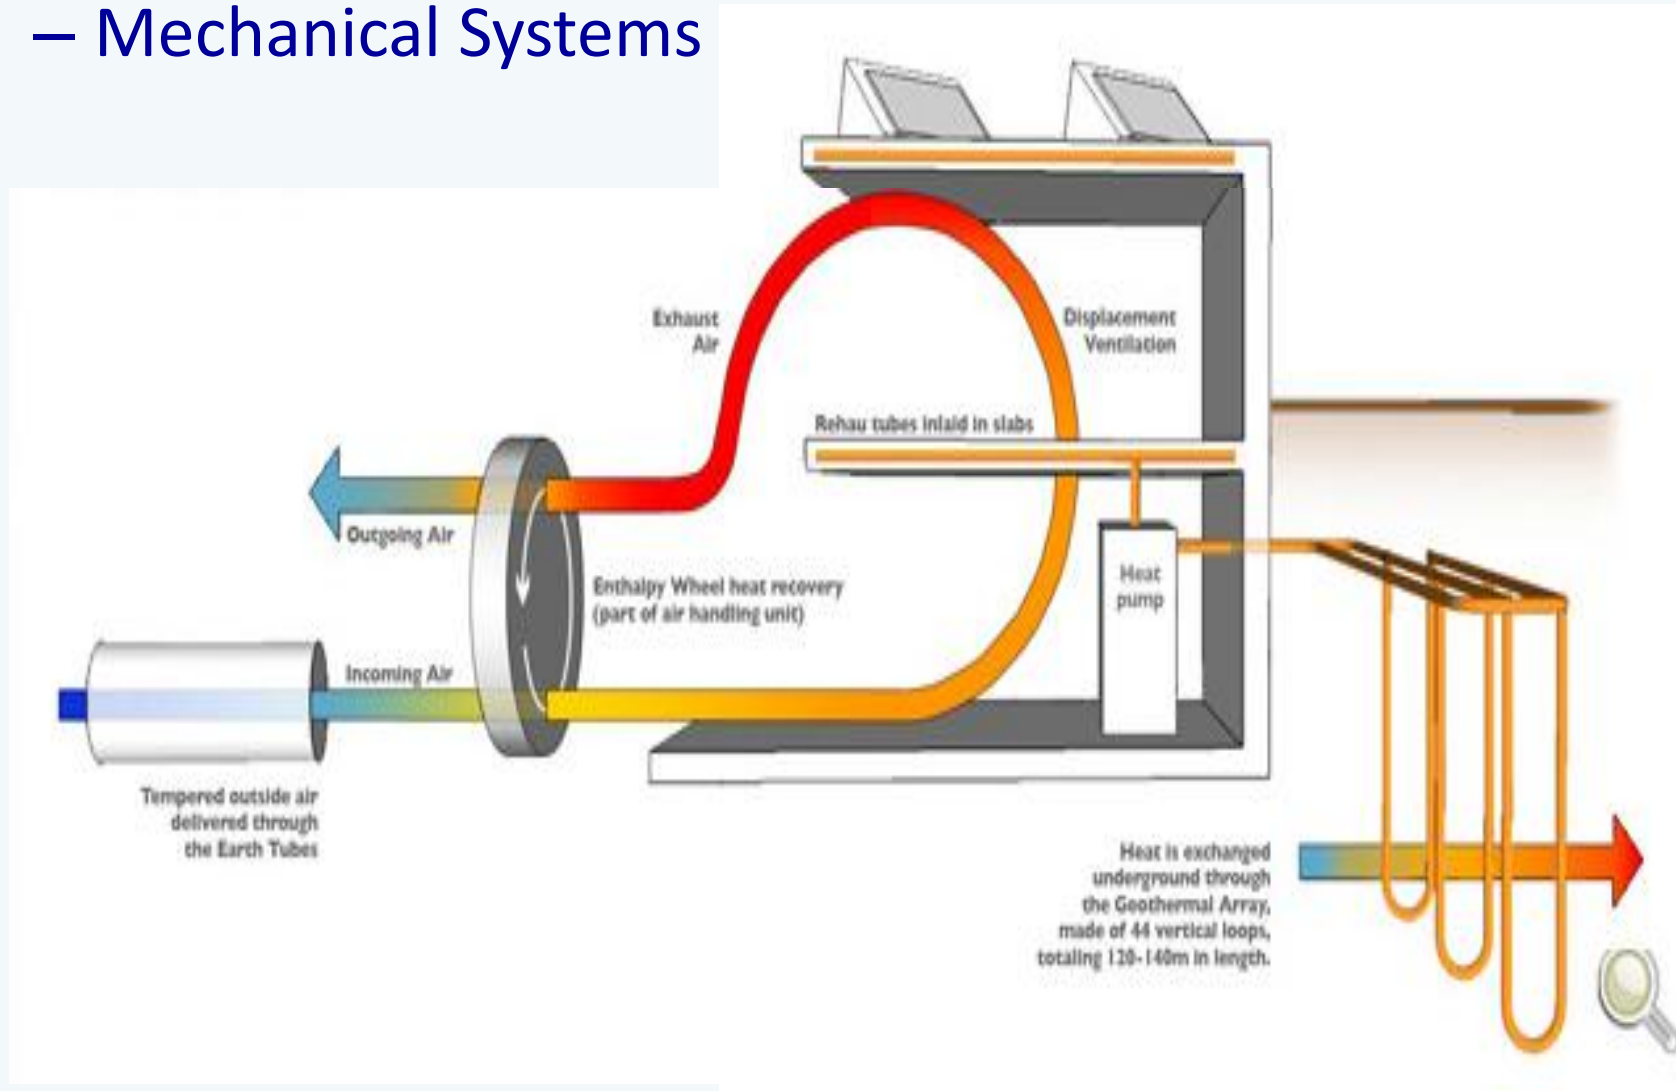 – Mechanical Systems
Exhaust
Air
Displacement
Ventilation
Rehau tubes inlaid in slabs
Outgoing Air
Heat
pump
Enthalpy Wheel heat recovery
(part of air handling unit)
Incoming Air
Tempered outside air
delivered through
the Earth Tubes
Heat is exchanged
underground through
the Geothermal Array,
made of 44 vertical loops,
totaling 120-140m in length.